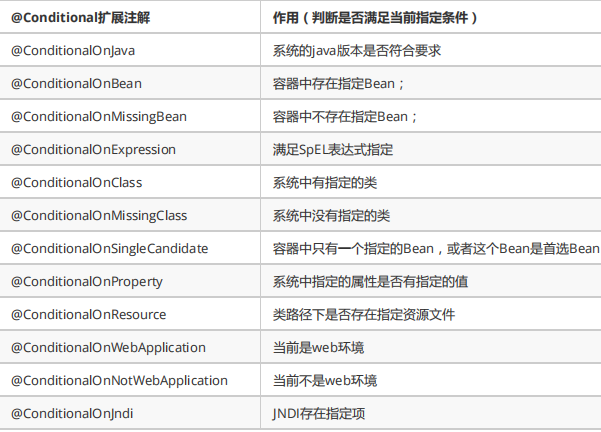 @Conditional扩展注解 作用（判断是否满足当前指定条件）
@ConditionalOnJava 系统的java版本是否符合要求
@ConditionalOnBean 容器中存在指定Bean；
@ConditionalOnMissingBean 容器中不存在指定Bean；
@ConditionalOnExpression 满足SpEL表达式指定
@ConditionalOnClass 系统中有指定的类
@ConditionalOnMissingClass 系统中没有指定的类
@ConditionalOnSingleCandidate 容器中只有一个指定的Bean，或者这个Bean是首选Bean
@ConditionalOnProperty 系统中指定的属性是否有指定的值
@ConditionalOnResource 类路径下是否存在指定资源文件
@ConditionalOnWebApplication 当前是web环境
@ConditionalOnNotWebApplication 当前不是web环境
@ConditionalOnJndi JNDI存在指定项